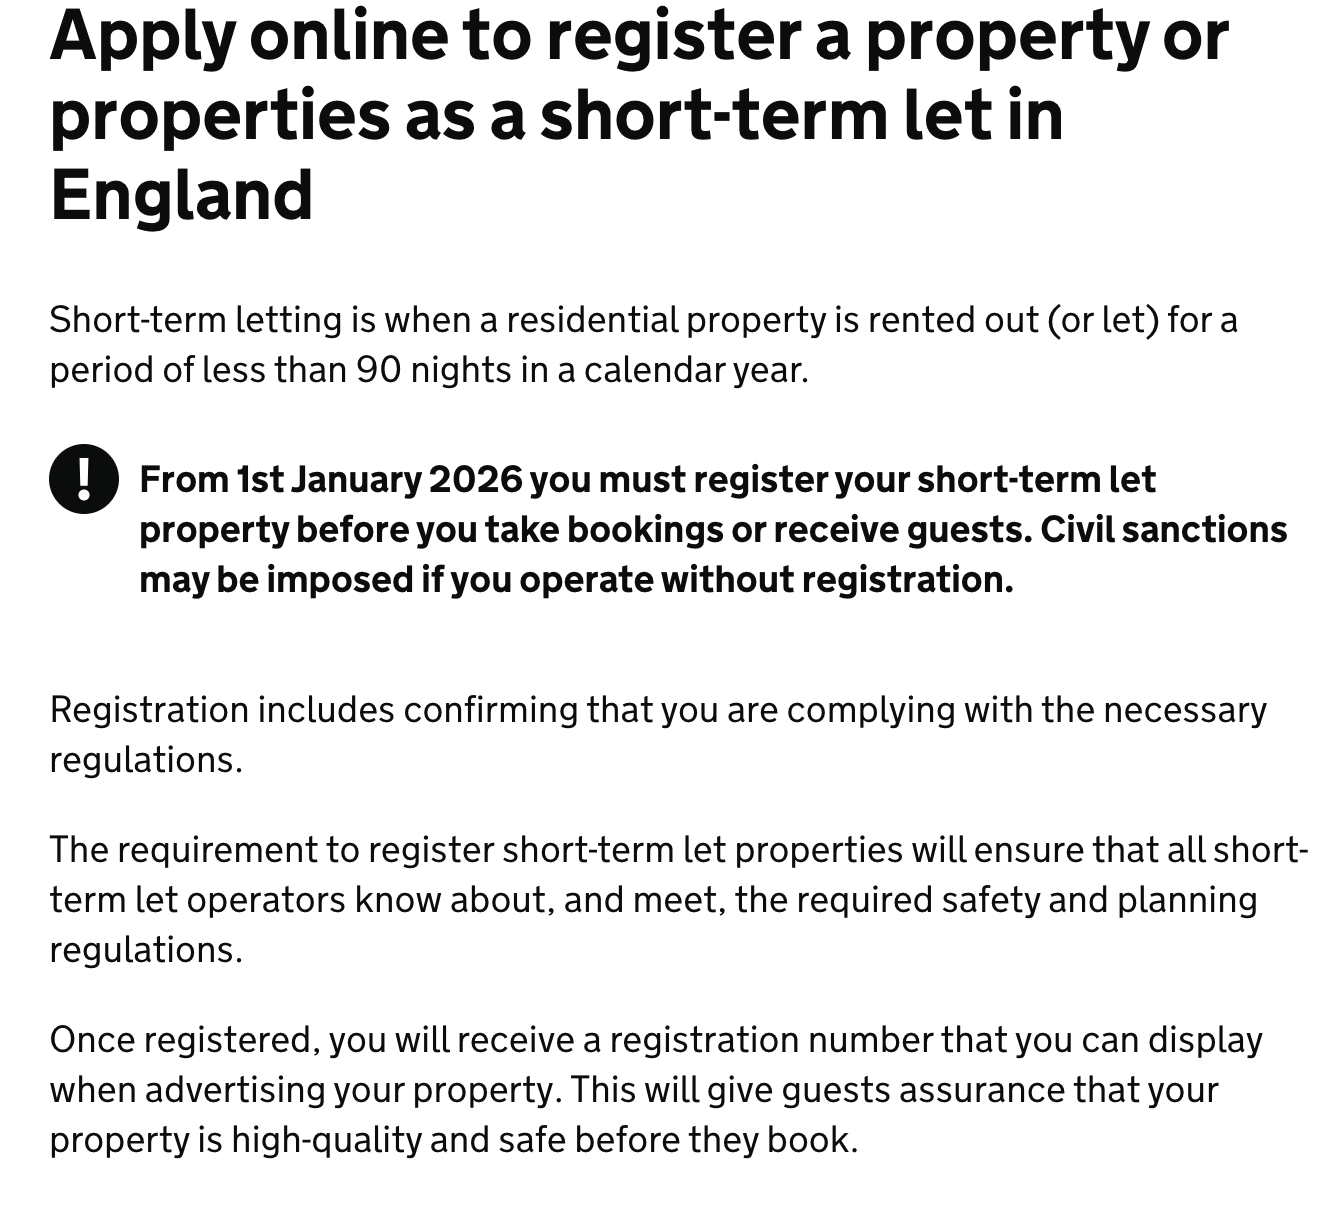 Apply online to register a property or
properties as a short-term let in
England
Short-term letting is when a residential property is rented out (or let) for a
period of less than 90 nights in a calendar year.
! From 1st January 2026 you must register your short-term let
property before you take bookings or receive guests. Civil sanctions
may be imposed if you operate without registration.
Registration includes confirming that you are complying with the necessary
regulations.
The requirement to register short-term let properties will ensure that all short-
term let operators know about, and meet, the required safety and planning
regulations.
Once registered, you will receive a registration number that you can display
when advertising your property. This will give guests assurance that your
property is high-quality and safe before they book.